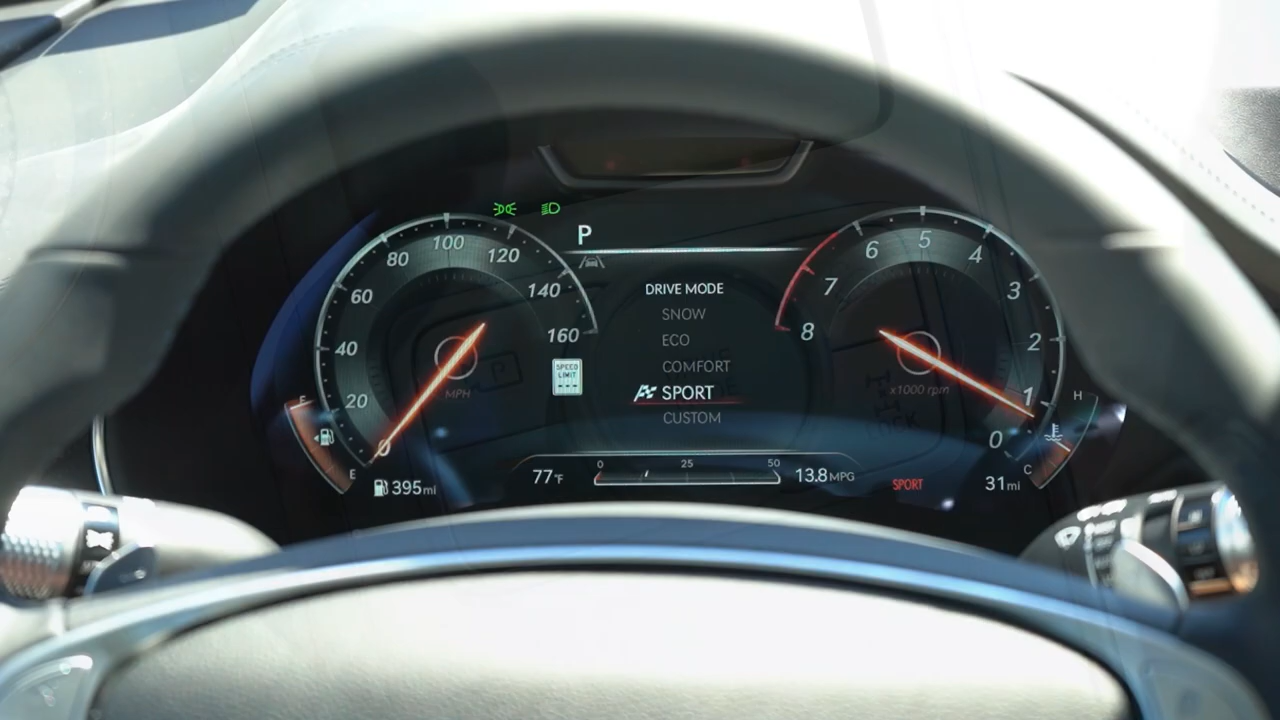 P
100
80
120
60
140
40
160
20
0
MPH
SPEED
LIMIT
---
F
E
395mi
DRIVE MODE
SNOW
ECO
COMFORT
SPORT
CUSTOM
77°F
0 25 50
13.8MPG
SPORT
5
6
4
7
3
8
2
1
0
x1000 rpm
H
C
31mi